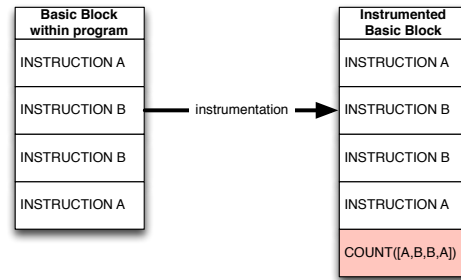 Basic Block
within program
INSTRUCTION A
INSTRUCTION B
INSTRUCTION B
INSTRUCTION A
instrumentation
Instrumented
Basic Block
INSTRUCTION A
INSTRUCTION B
INSTRUCTION B
INSTRUCTION A
COUNT([A,B,B,A])